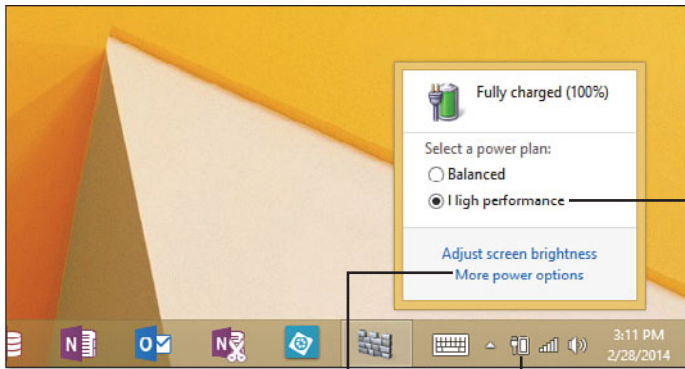 Fully charged (100%)
Select a power plan:
Balanced
High performance
Adjust screen brightness
More power options
N
O
N
3:11 PM
2/28/2014